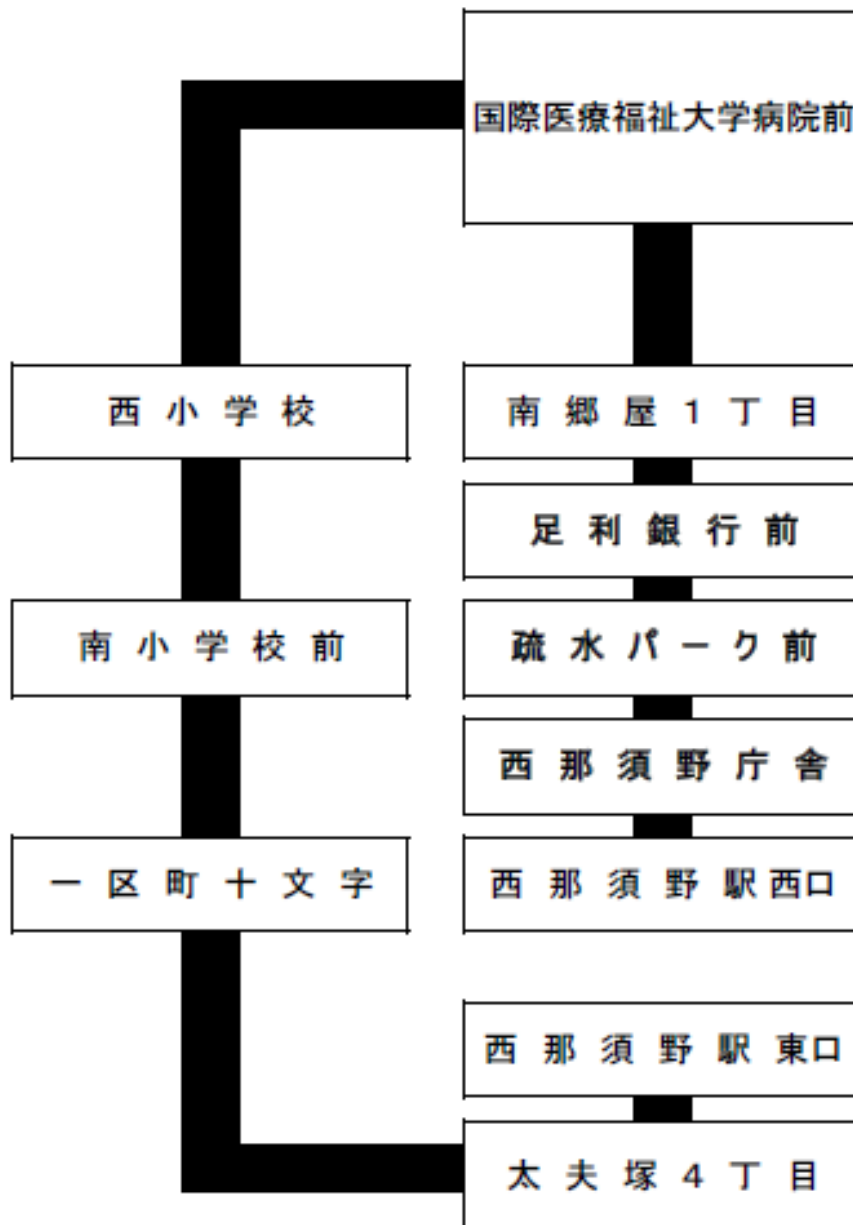 国際医療福祉大学病院前
西小学校
南郷屋1丁目
足利銀行前
南小学校前
疏水パーク前
西那須野庁舎
一区町十文字
西那須野駅西口
西那須野駅東口
太夫塚4丁目